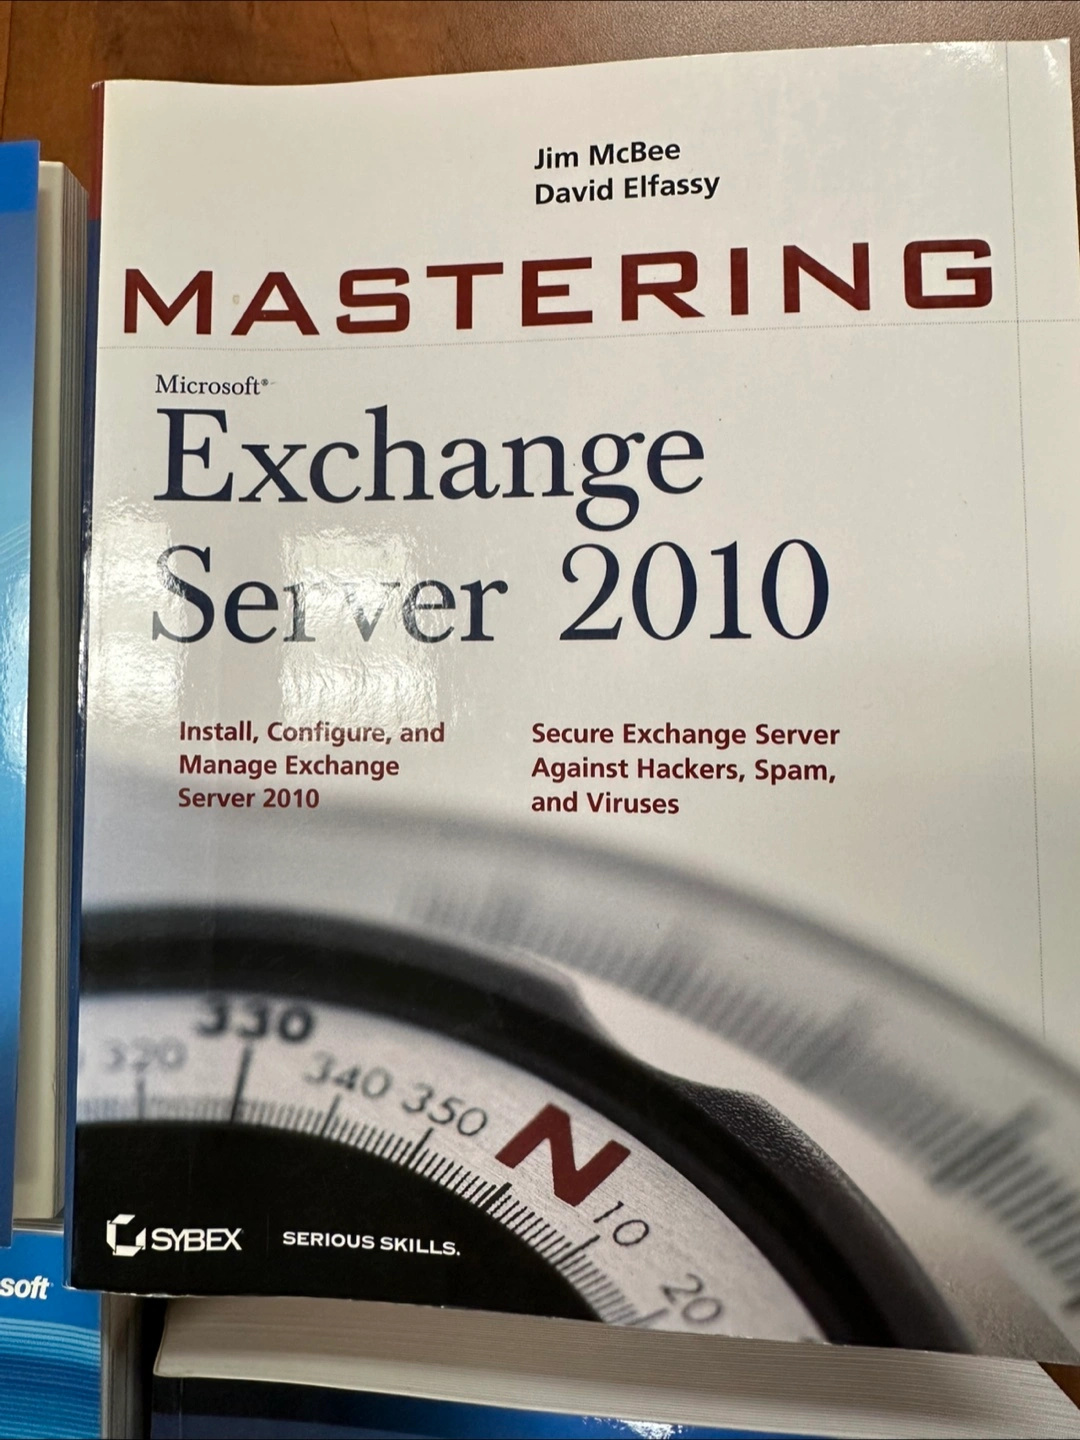 Jim McBee
David Elfassy
MASTERING
Microsoft®
Exchange
Server 2010
Install, Configure, and
Manage Exchange
Server 2010
Secure Exchange Server
Against Hackers, Spam,
and Viruses
320 330 340 350 N 10 20
SYBEX SERIOUS SKILLS.
soft